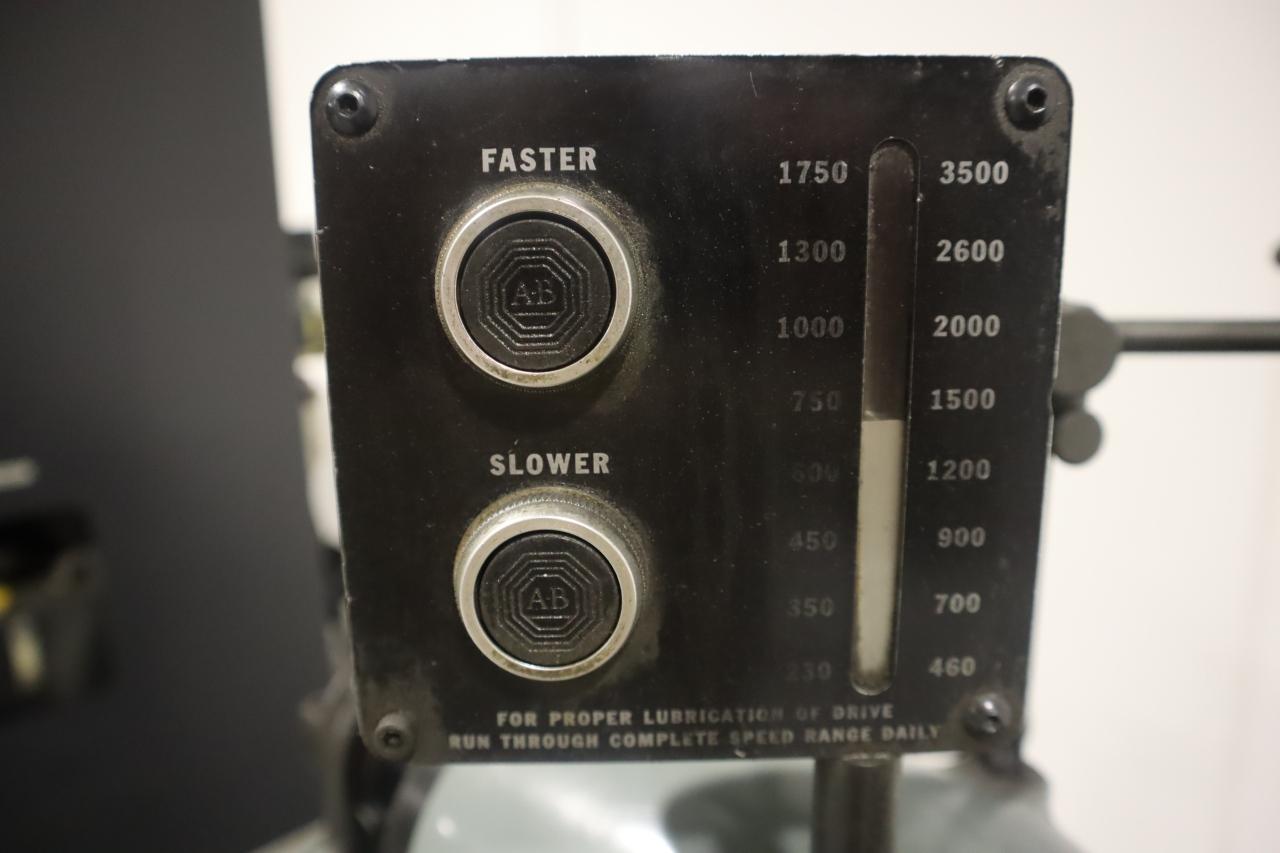 FASTER
A-B
SLOWER
A-B
1750 3500
1300 2600
1000 2000
750 1500
600 1200
450 900
350 700
230 460
FOR PROPER LUBRICATION OF DRIVE
RUN THROUGH COMPLETE SPEED RANGE DAILY